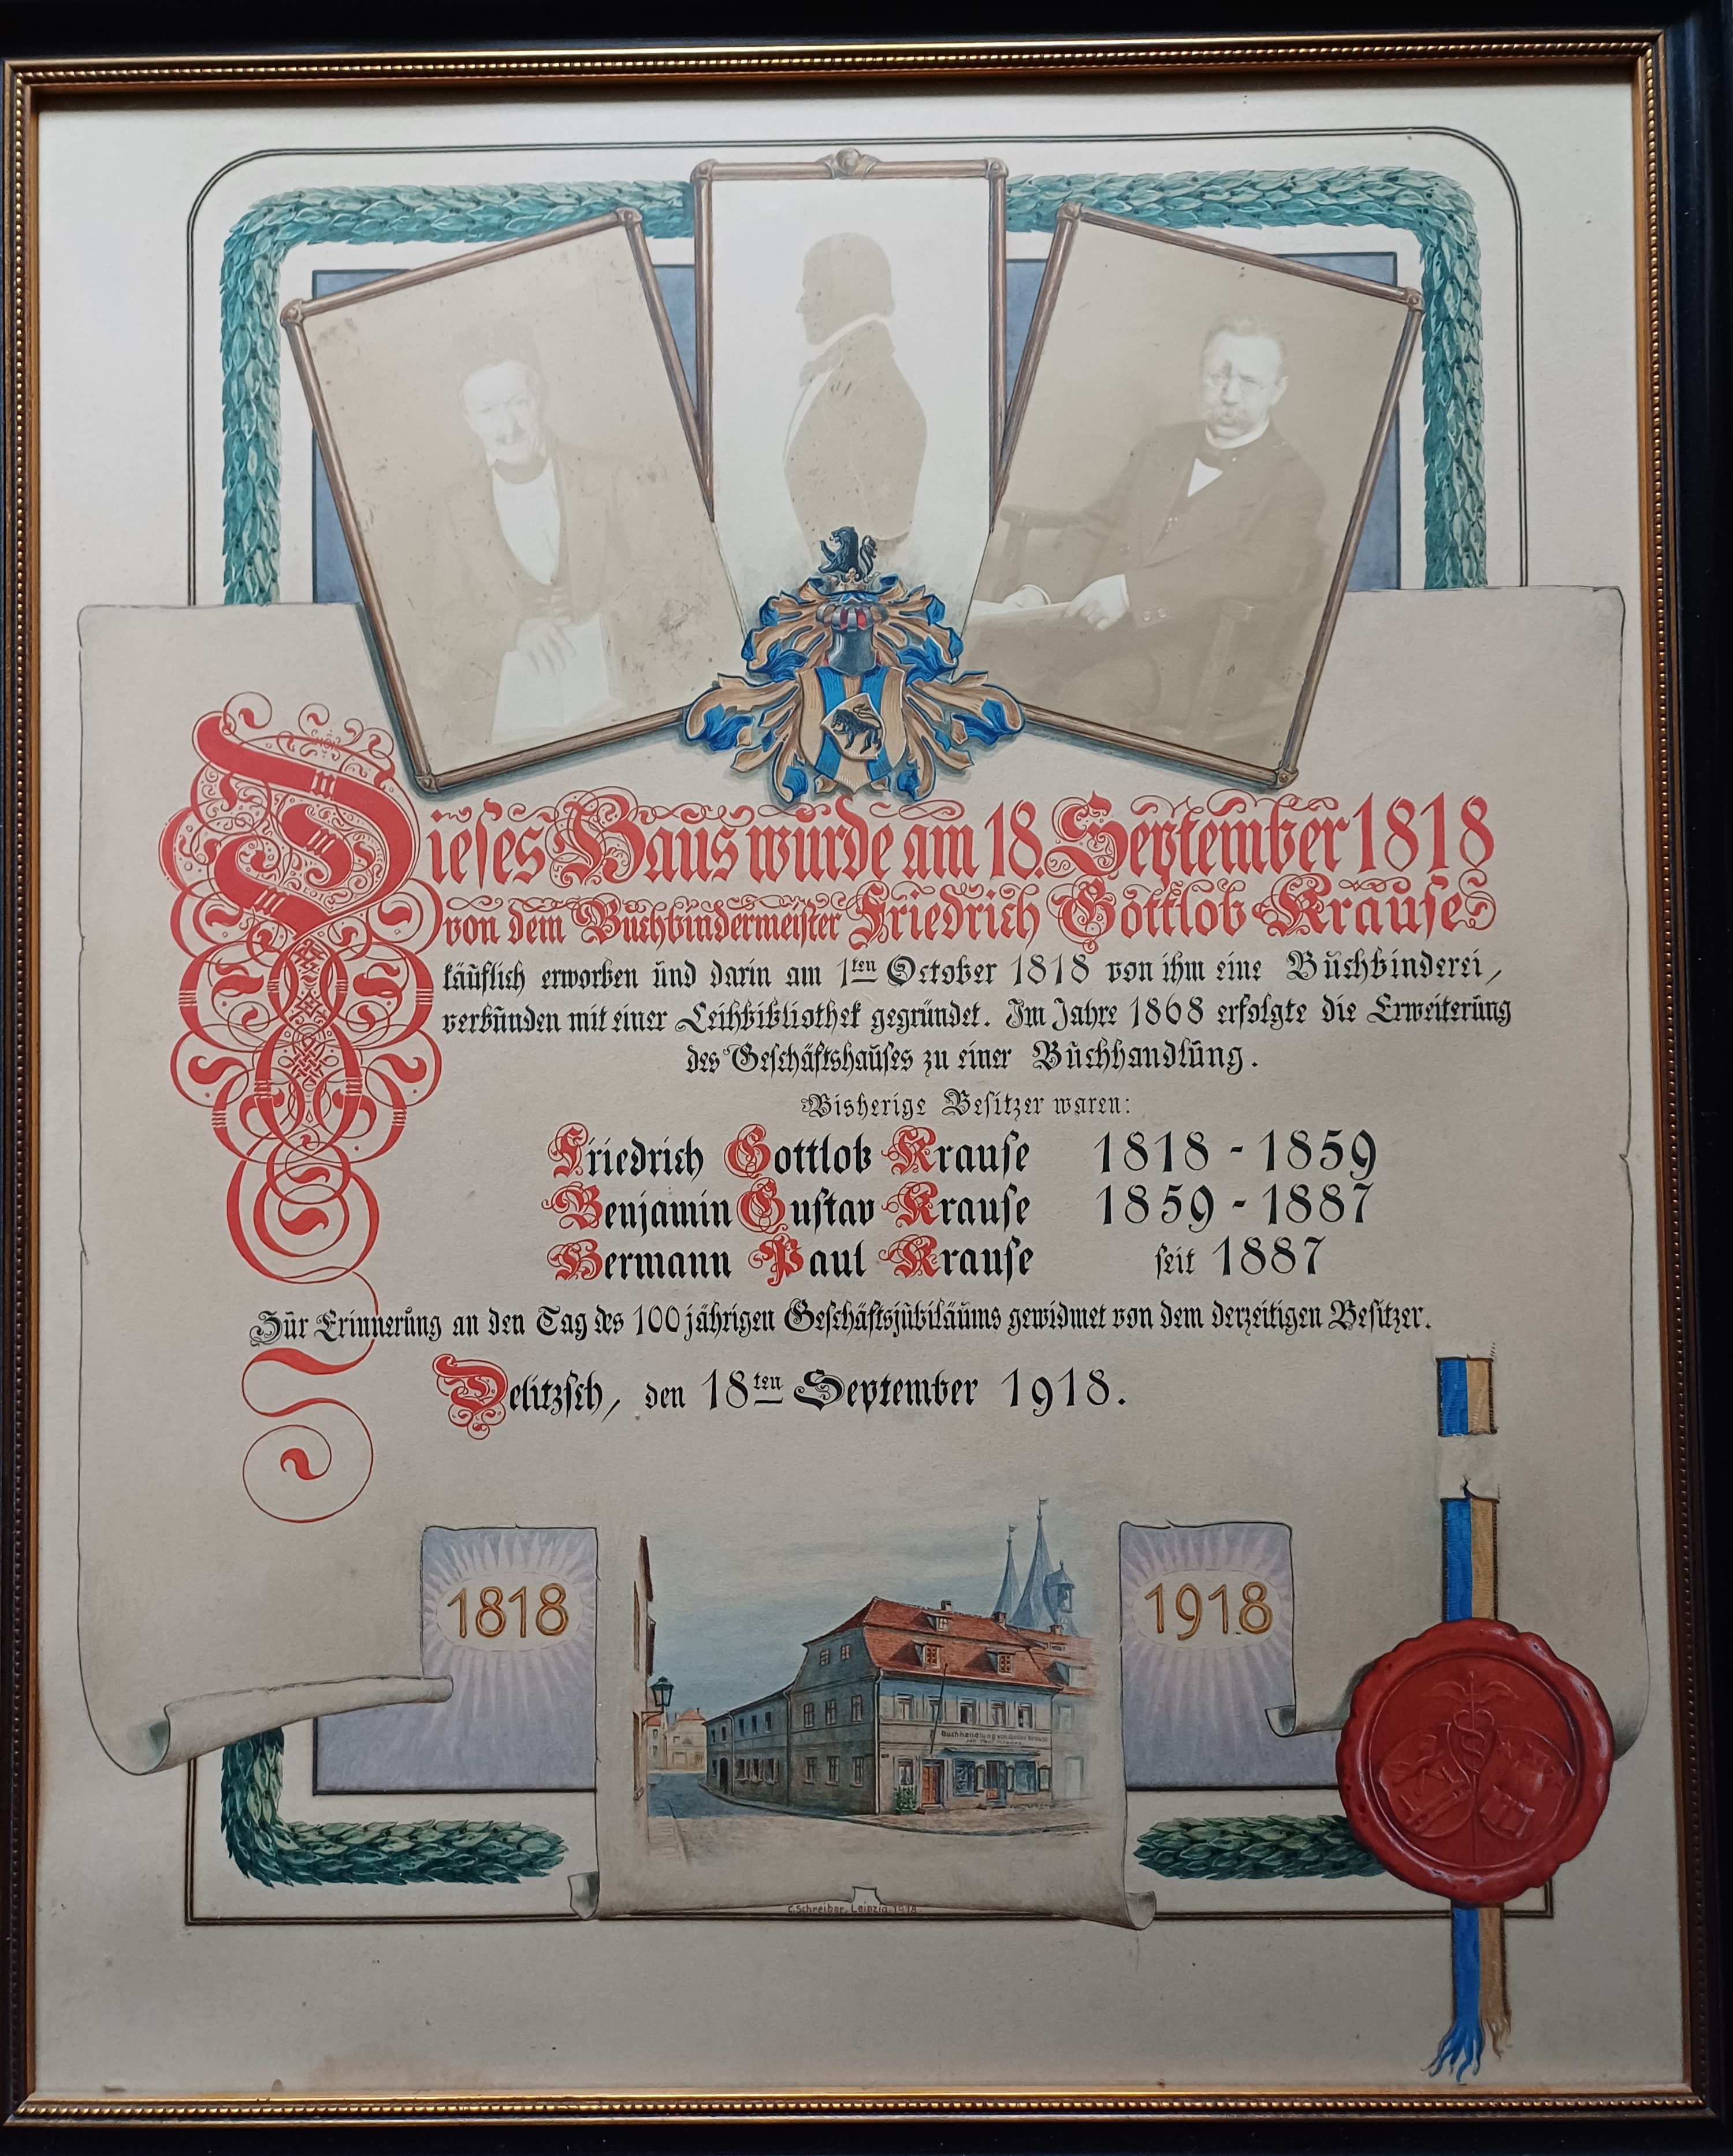 Dieses Haus wurde am 18. September 1818
von dem Buchbindermeister Friedrich Gottlob Krause
käuflich erworben und darin am 1ten October 1818 von ihm eine Buchbinderei,
verbunden mit einer Leihbibliothek gegründet. Im Jahre 1868 erfolgte die Erweiterung
des Geschäftshauses zu einer Buchhandlung.
Bisherige Besitzer waren:
Friedrich Gottlob Krause 1818 - 1859
Benjamin Gustav Krause 1859 - 1887
Hermann Paul Krause seit 1887
Zur Erinnerung an den Tag des 100jährigen Geschäftsjubiläums gewidmet von dem derzeitigen Besitzer.
Delitzsch, den 18ten September 1918.
1818
1918
Buchhandlung von Gustav Krause
C. Schreiber, Leipzig 1918.